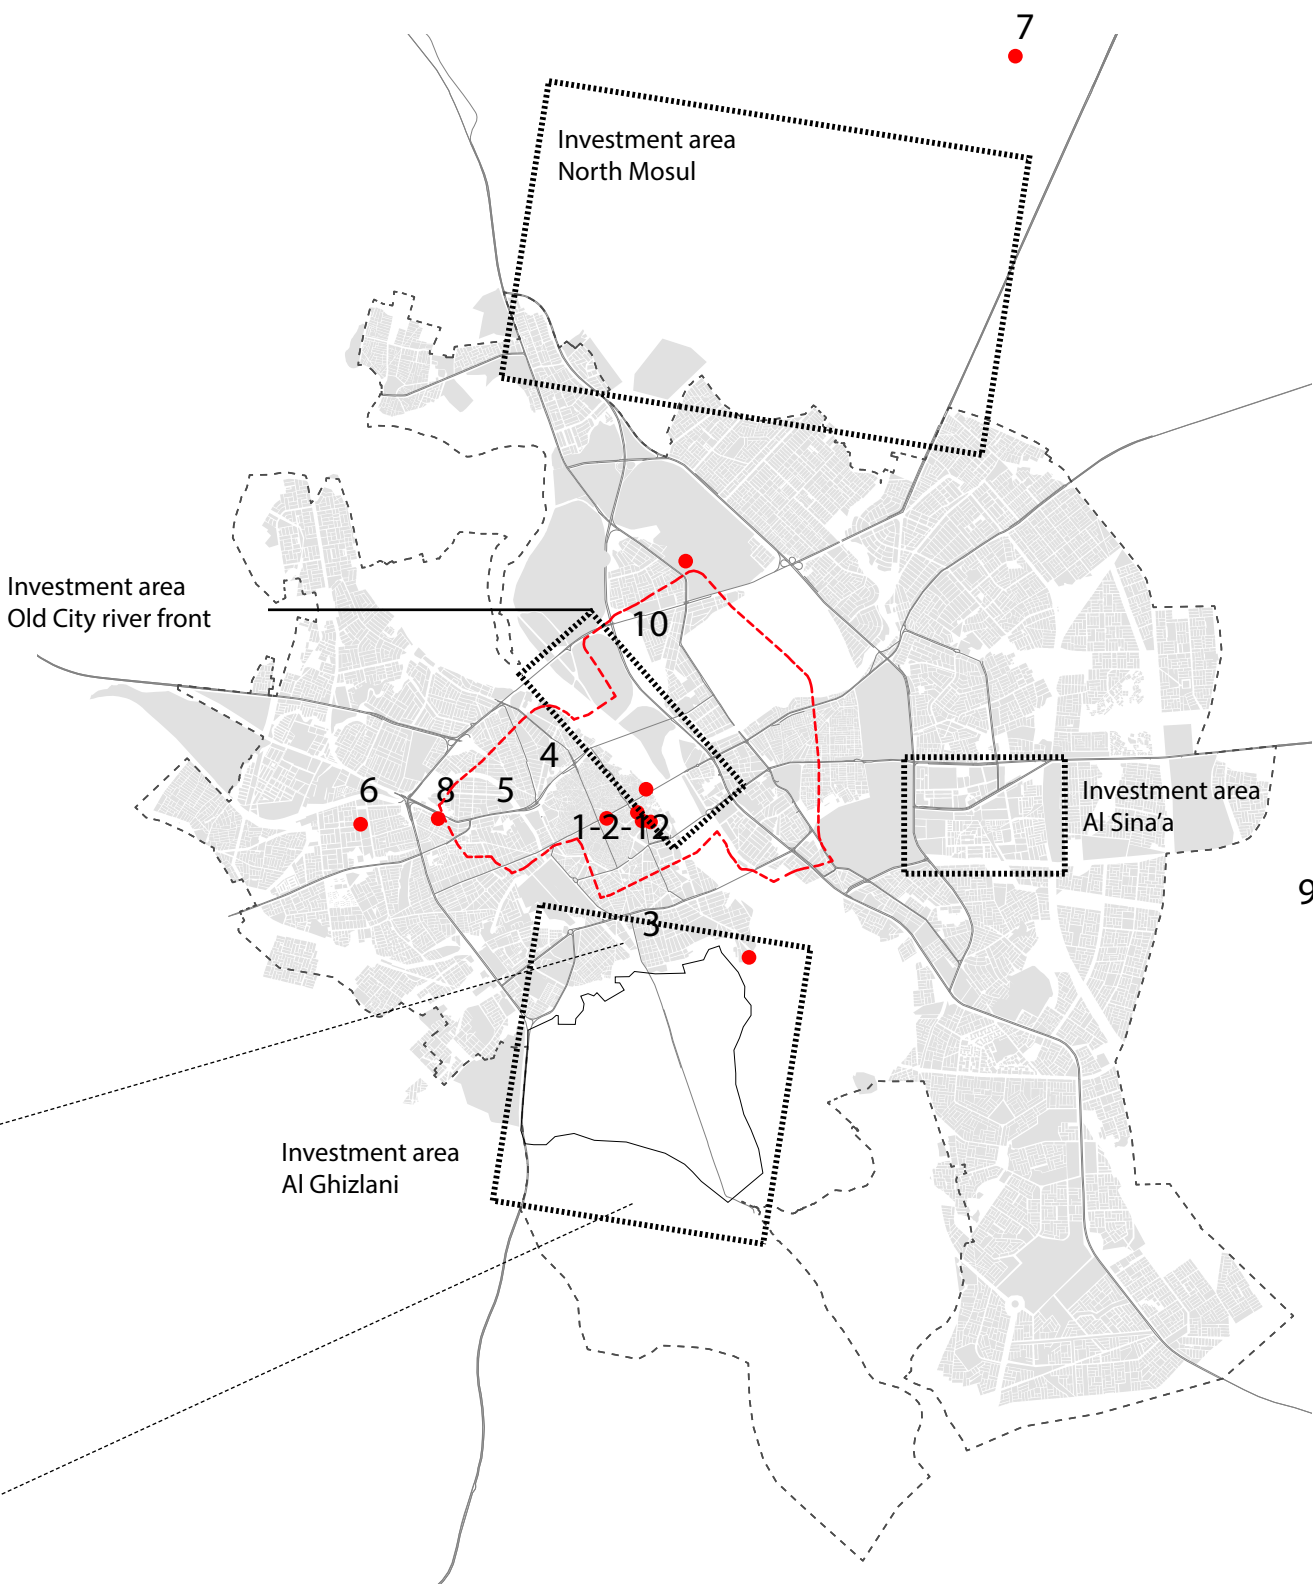 7
Investment area
North Mosul
Investment area
Old City river front
10
4
6
8
5
1-2-12
Investment area
Al Sina’a
9
3
Investment area
Al Ghizlani